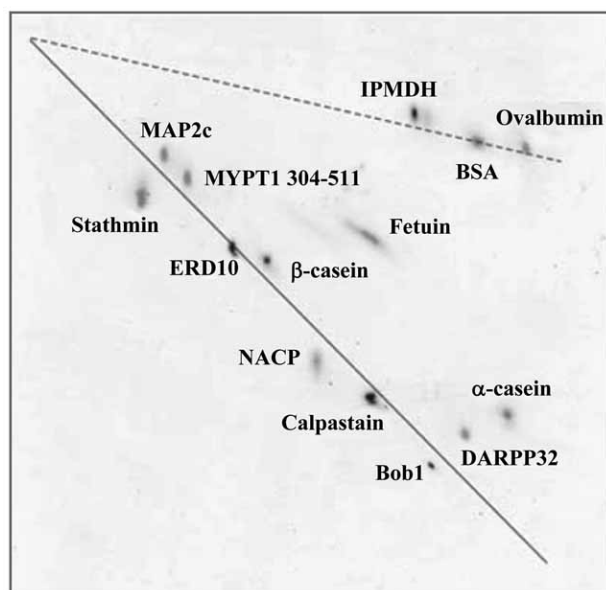 IPMDH
Ovalbumin
MAP2c
BSA
MYPT1 304-511
Stathmin
Fetuin
ERD10
β-casein
NACP
α-casein
Calpastain
DARPP32
Bob1